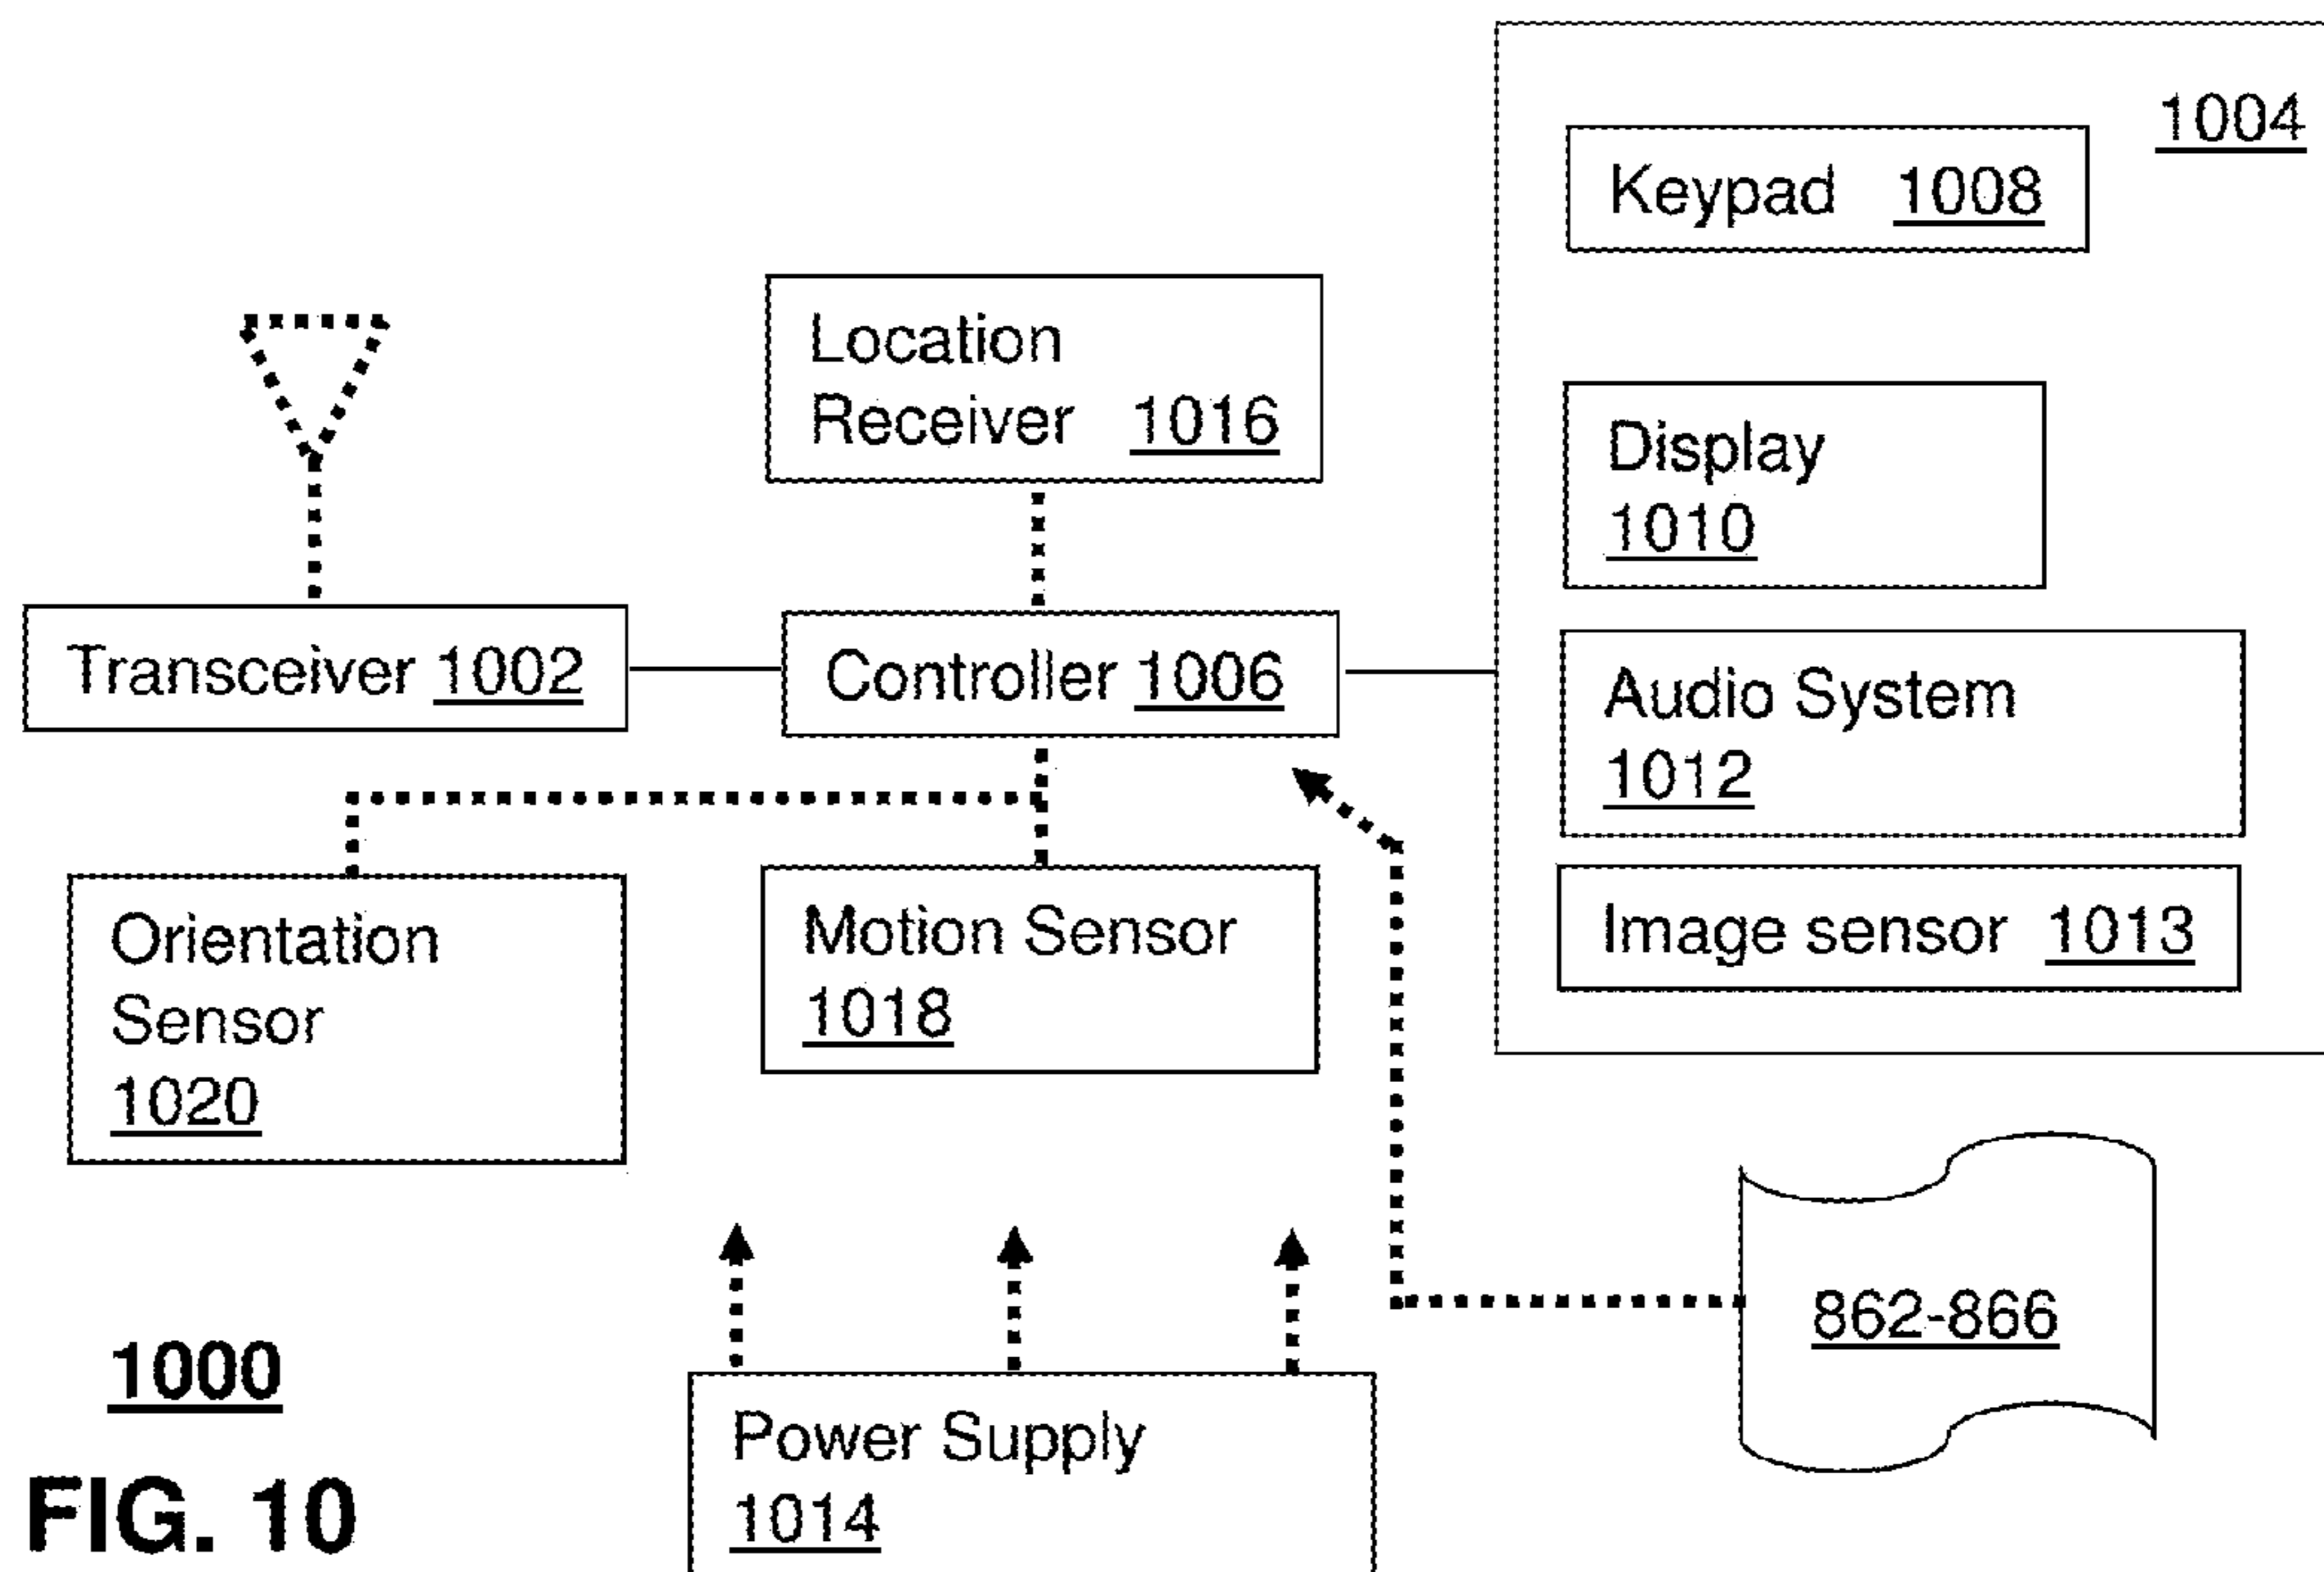 1004
Keypad 1008
Location
Receiver 1016
Display
1010
Transceiver 1002
Controller 1006
Audio System
1012
Orientation
Sensor
1020
Motion Sensor
1018
Image sensor 1013
862-866
1000
Power Supply
1014
FIG. 10